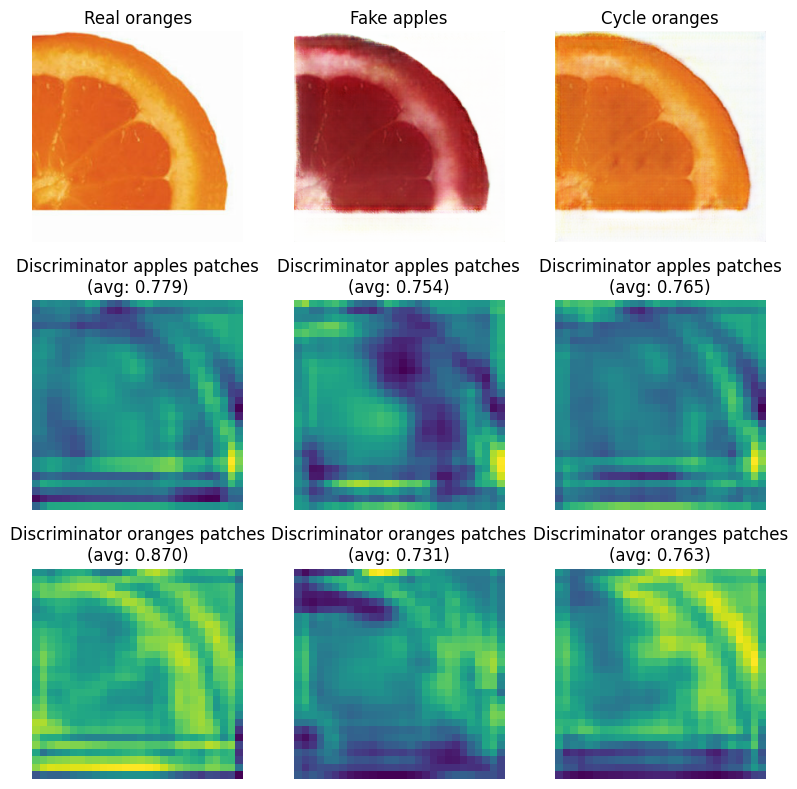 Real oranges
Fake apples
Cycle oranges
Discriminator apples patches
(avg: 0.779)
Discriminator apples patches
(avg: 0.754)
Discriminator apples patches
(avg: 0.765)
Discriminator oranges patches
(avg: 0.870)
Discriminator oranges patches
(avg: 0.731)
Discriminator oranges patches
(avg: 0.763)